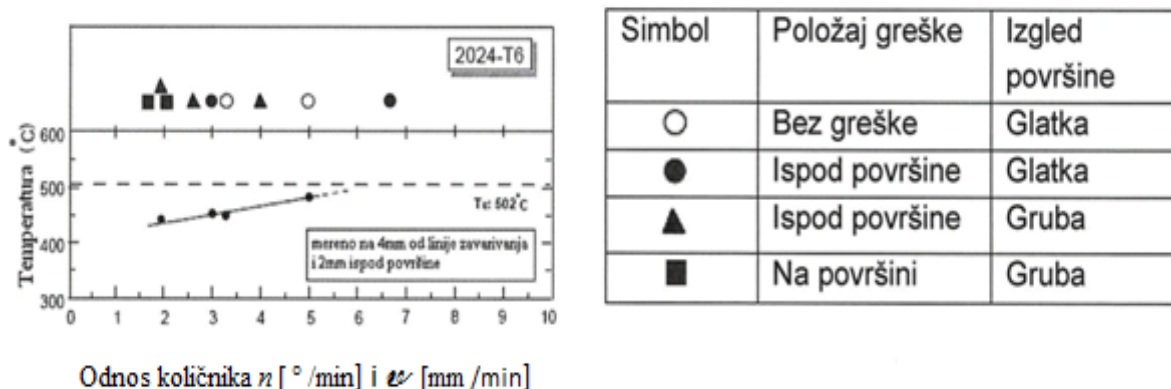 2024-T6
Temperatura (°C)
600
500
400
300
Te: 502°C
mereno na 4mm od linije zavarivanja
i 2mm ispod površine
0 1 2 3 4 5 6 7 8 9 10
Odnos količnika n [ ° /min] i w [mm /min]
Simbol Položaj greške Izgled
površine
Bez greške Glatka
Ispod površine Glatka
Ispod površine Gruba
Na površini Gruba